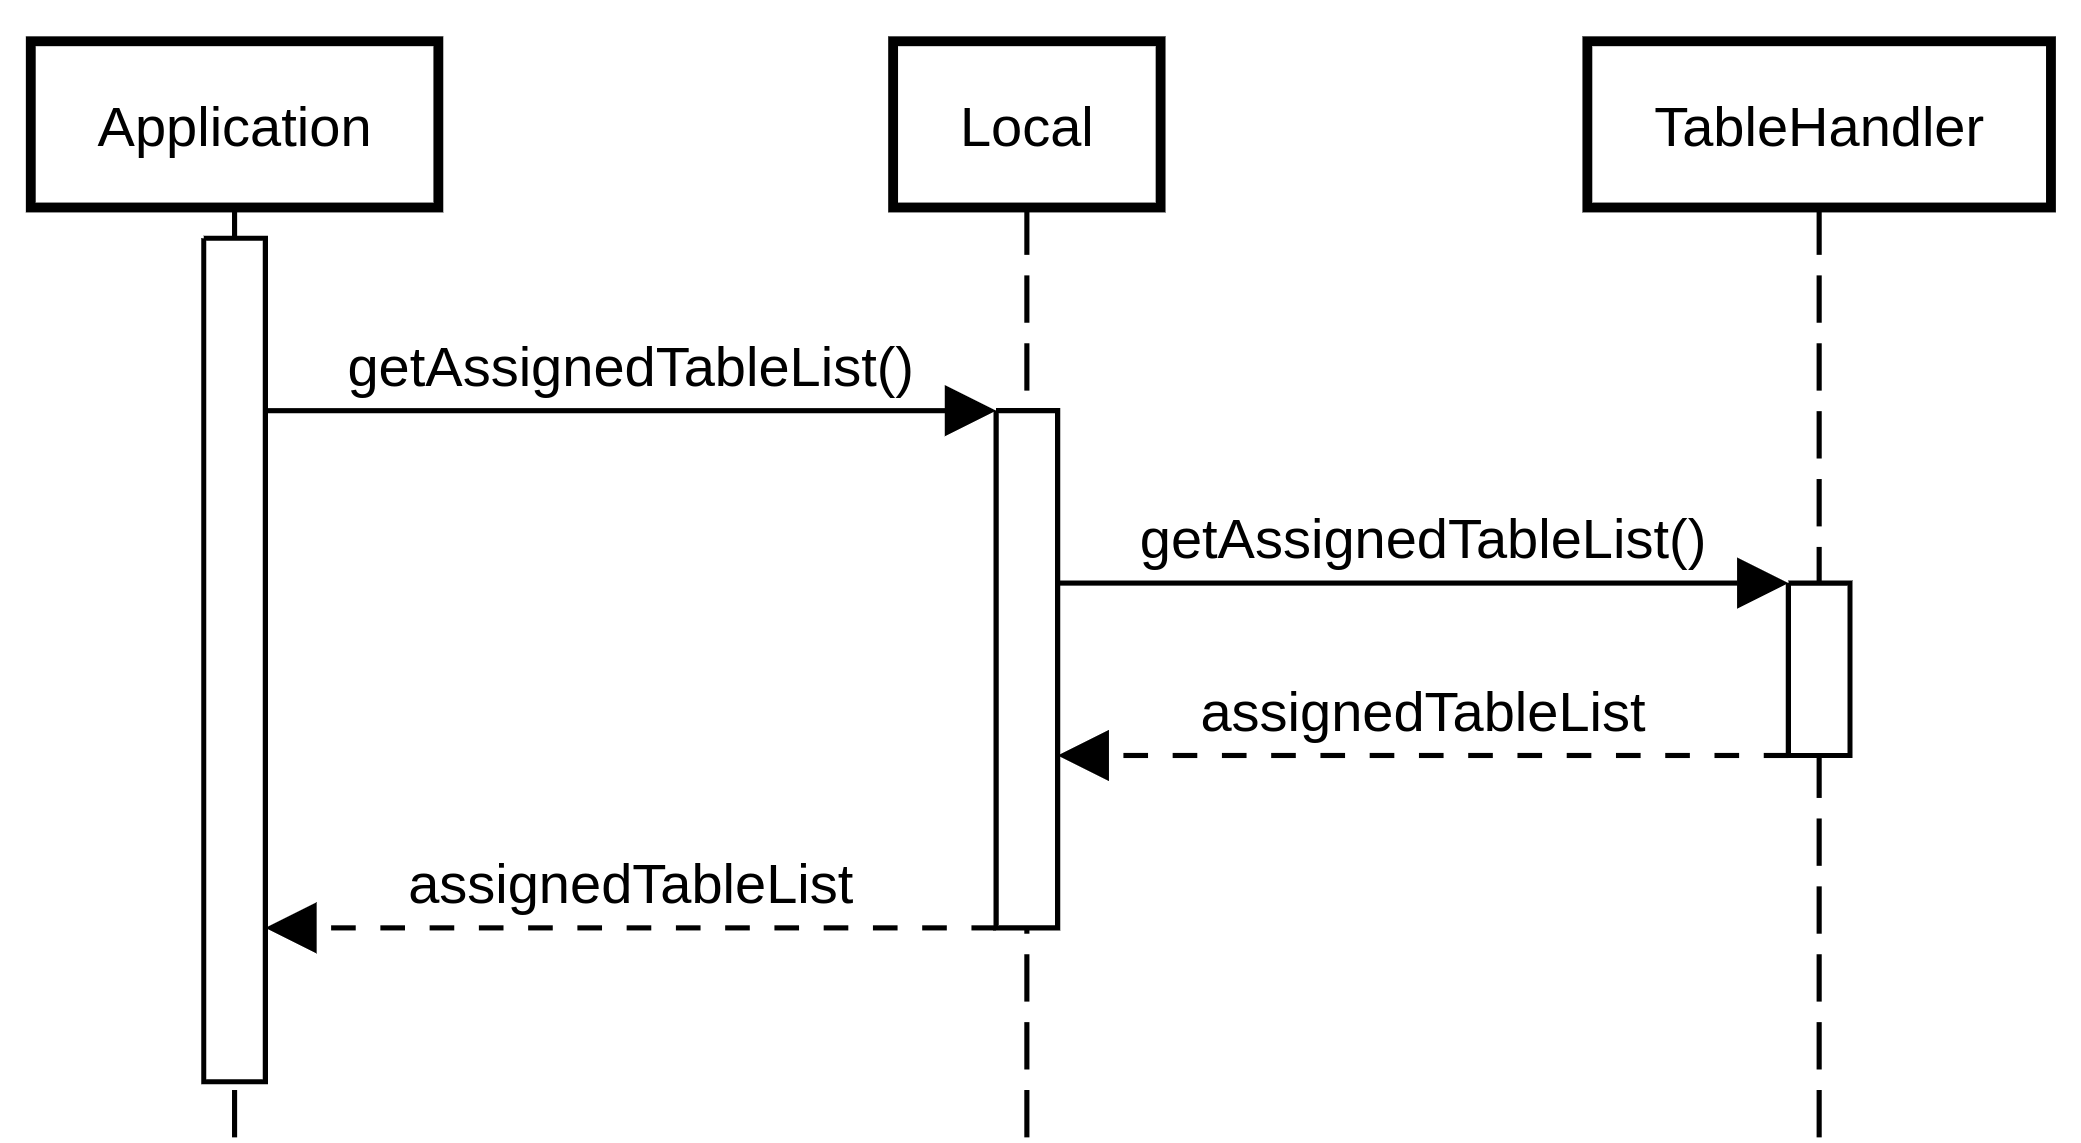 Application
Local
TableHandler
getAssignedTableList()
getAssignedTableList()
assignedTableList
assignedTableList